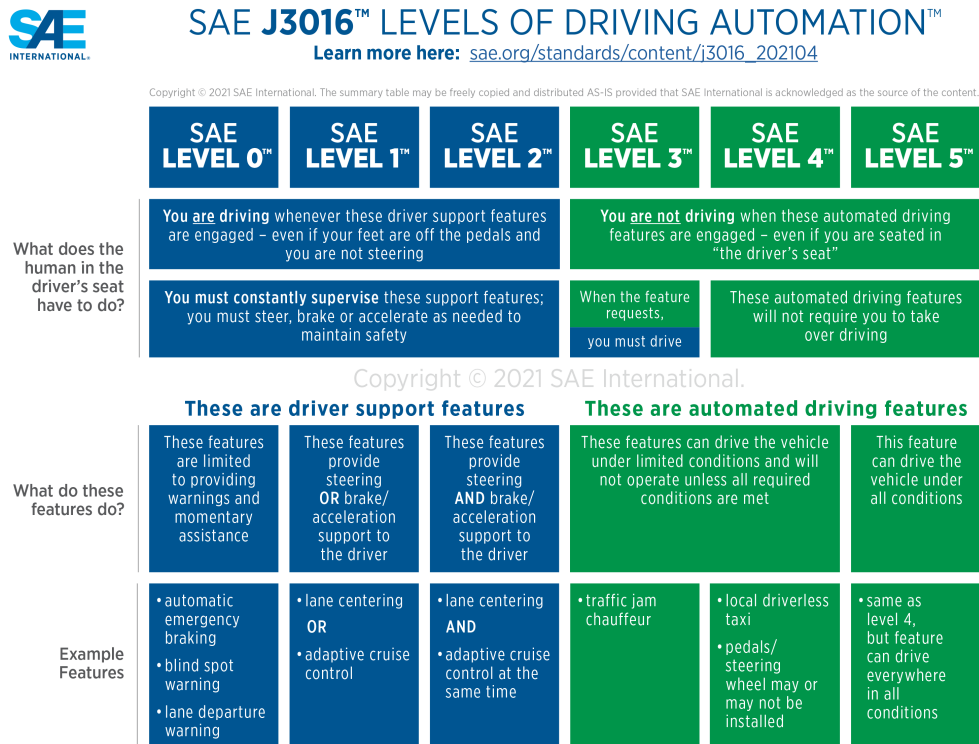 SAE
INTERNATIONAL®
SAE J3016™ LEVELS OF DRIVING AUTOMATION™
Learn more here: sae.org/standards/content/j3016_202104
Copyright © 2021 SAE International. The summary table may be freely copied and distributed AS-IS provided that SAE International is acknowledged as the source of the content.
SAE
LEVEL 0™
SAE
LEVEL 1™
SAE
LEVEL 2™
SAE
LEVEL 3™
SAE
LEVEL 4™
SAE
LEVEL 5™
What does the
human in the
driver's seat
have to do?
You are driving whenever these driver support features
are engaged – even if your feet are off the pedals and
you are not steering
You are not driving when these automated driving
features are engaged – even if you are seated in
“the driver's seat”
You must constantly supervise these support features;
you must steer, brake or accelerate as needed to
maintain safety
When the feature
requests,
you must drive
These automated driving features
will not require you to take
over driving
Copyright © 2021 SAE International.
These are driver support features
These are automated driving features
What do these
features do?
These features
are limited
to providing
warnings and
momentary
assistance
These features
provide
steering
OR brake/
acceleration
support to
the driver
These features
provide
steering
AND brake/
acceleration
support to
the driver
These features can drive the vehicle
under limited conditions and will
not operate unless all required
conditions are met
This feature
can drive the
vehicle under
all conditions
Example
Features
• automatic
emergency
braking
• blind spot
warning
• lane departure
warning
• lane centering
OR
• adaptive cruise
control
• lane centering
AND
• adaptive cruise
control at the
same time
• traffic jam
chauffeur
• local driverless
taxi
• pedals/
steering
wheel may or
may not be
installed
• same as
level 4,
but feature
can drive
everywhere
in all
conditions